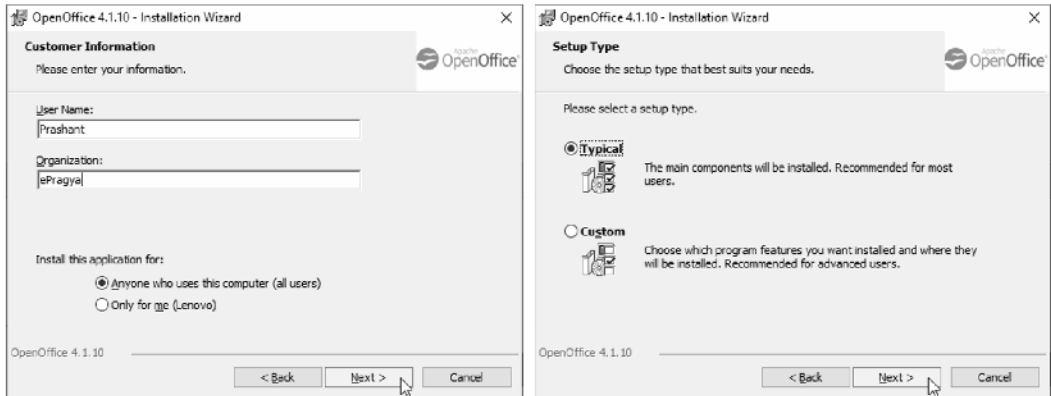 OpenOffice 4.1.10 - Installation Wizard
Customer Information
Please enter your information.
Apache
OpenOffice
User Name:
Prashant
Organization:
ePragya
Install this application for:
Anyone who uses this computer (all users)
Only for me (Lenovo)
OpenOffice 4.1.10
< Back Next > Cancel
OpenOffice 4.1.10 - Installation Wizard
Setup Type
Choose the setup type that best suits your needs.
Apache
OpenOffice
Please select a setup type.
Typical
The main components will be installed. Recommended for most
users.
Custom
Choose which program features you want installed and where they
will be installed. Recommended for advanced users.
OpenOffice 4.1.10
< Back Next > Cancel